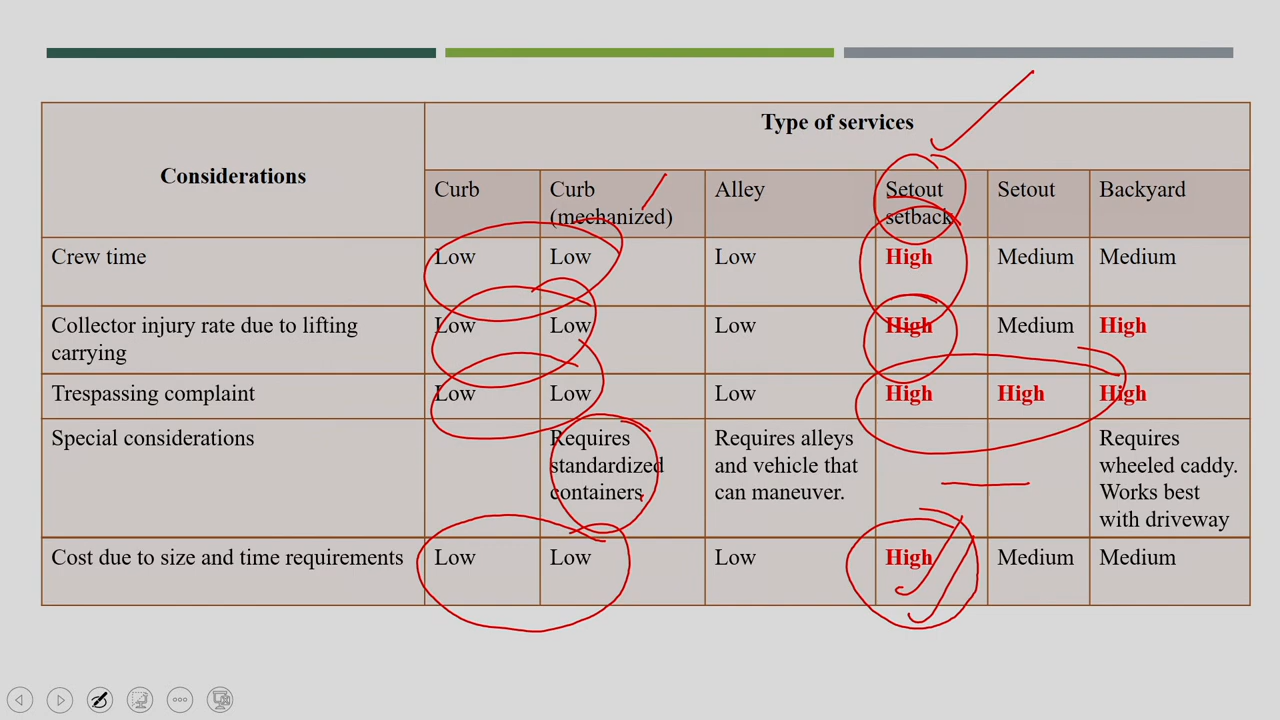 Considerations
Type of services
Curb
Curb
(mechanized)
Alley
Setout
setback
Setout
Backyard
Crew time
Low
Low
Low
High
Medium
Medium
Collector injury rate due to lifting
carrying
Low
Low
Low
High
Medium
High
Trespassing complaint
Low
Low
Low
High
High
High
Special considerations
Requires
standardized
containers
Requires alleys
and vehicle that
can maneuver.
Requires
wheeled caddy.
Works best
with driveway
Cost due to size and time requirements
Low
Low
Low
High
Medium
Medium